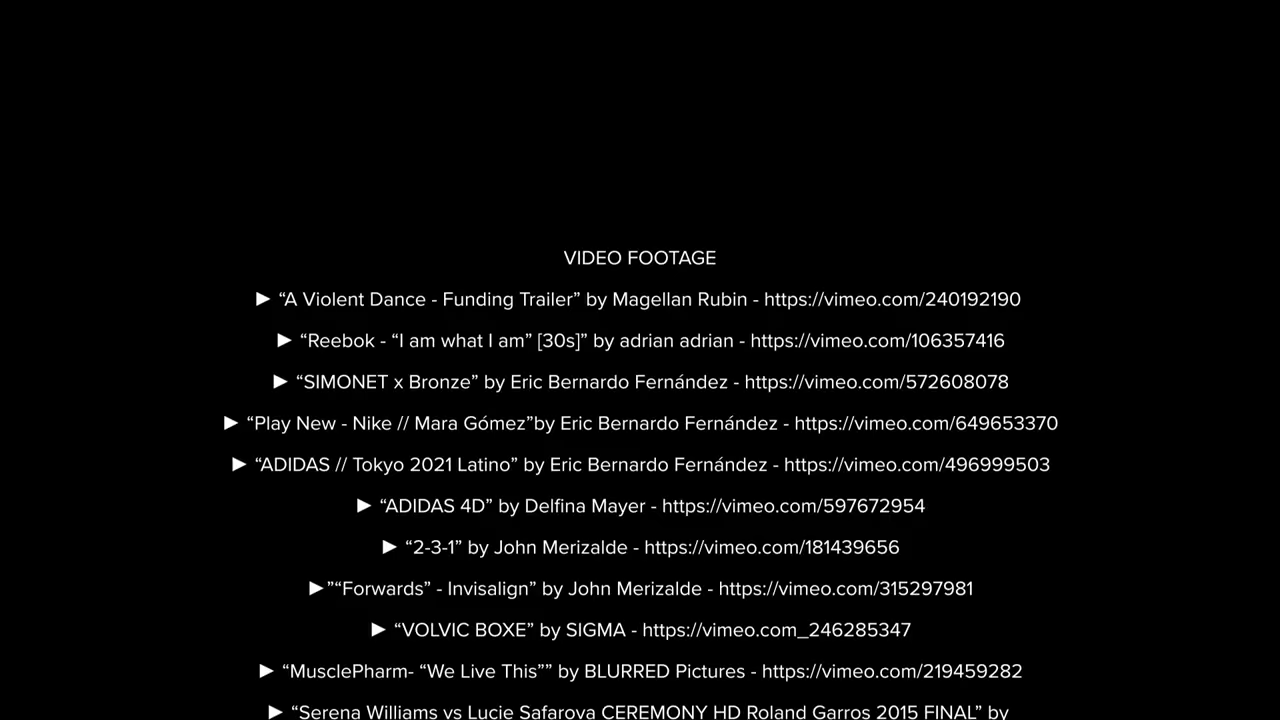 VIDEO FOOTAGE
► “A Violent Dance - Funding Trailer” by Magellan Rubin - https://vimeo.com/240192190
► “Reebok - “I am what I am” [30s]” by adrian adrian - https://vimeo.com/106357416
► “SIMONET x Bronze” by Eric Bernardo Fernández - https://vimeo.com/572608078
► “Play New - Nike // Mara Gómez”by Eric Bernardo Fernández - https://vimeo.com/649653370
► “ADIDAS // Tokyo 2021 Latino” by Eric Bernardo Fernández - https://vimeo.com/496999503
► “ADIDAS 4D” by Delfina Mayer - https://vimeo.com/597672954
► “2-3-1” by John Merizalde - https://vimeo.com/181439656
►”“Forwards” - Invisalign” by John Merizalde - https://vimeo.com/315297981
► “VOLVIC BOXE” by SIGMA - https://vimeo.com_246285347
► “MusclePharm- “We Live This”” by BLURRED Pictures - https://vimeo.com/219459282
► “Serena Williams vs Lucie Safarova CEREMONY HD Roland Garros 2015 FINAL” by